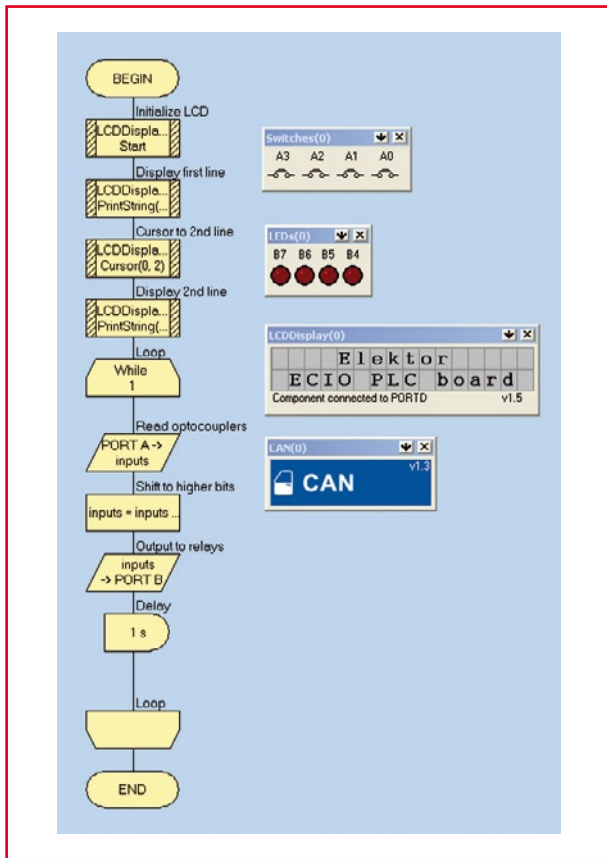 BEGIN
Initialize LCD
LCDDispla...
Start
Display first line
LCDDispla...
PrintString(...
Cursor to 2nd line
LCDDispla...
Cursor(0, 2)
Display 2nd line
LCDDispla...
PrintString(...
Loop
While
1
Read optocouplers
PORT A ->
inputs
Shift to higher bits
inputs = inputs ...
Output to relays
inputs
-> PORT B
Delay
1 s
Loop
END
Switches(0)
A3 A2 A1 A0
LEDs(0)
B7 B6 B5 B4
LCDDisplay(0)
Elektor
ECIO PLC board
Component connected to PORTD v1.5
CAN(0)
v1.3
CAN